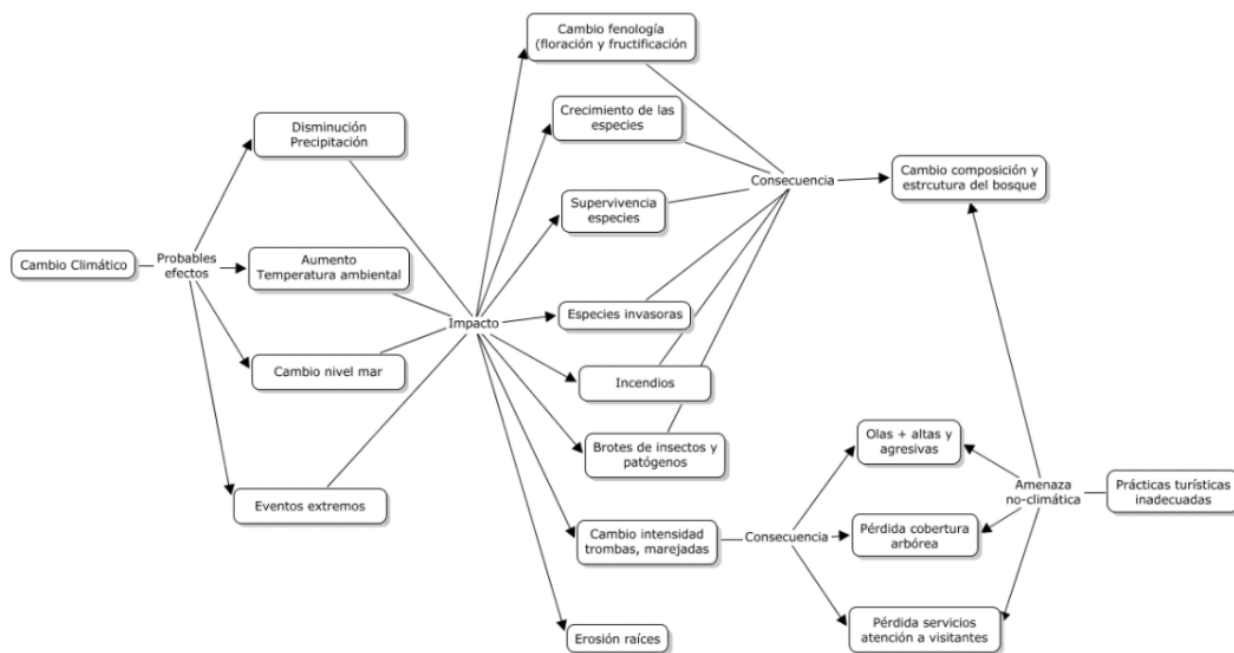 Cambio Climático
Probables
efectos
Disminución
Precipitación
Aumento
Temperatura ambiental
Cambio nivel mar
Eventos extremos
Impacto
Cambio fenología
(floración y fructificación
Crecimiento de las
especies
Supervivencia
especies
Especies invasoras
Incendios
Brotes de insectos y
patógenos
Cambio intensidad
trombas, marejadas
Erosión raíces
Consecuencia
Cambio composición y
estrcutura del bosque
Consecuencia
Olas + altas y
agresivas
Pérdida cobertura
arbórea
Pérdida servicios
atención a visitantes
Amenaza
no-climática
Prácticas turísticas
inadecuadas